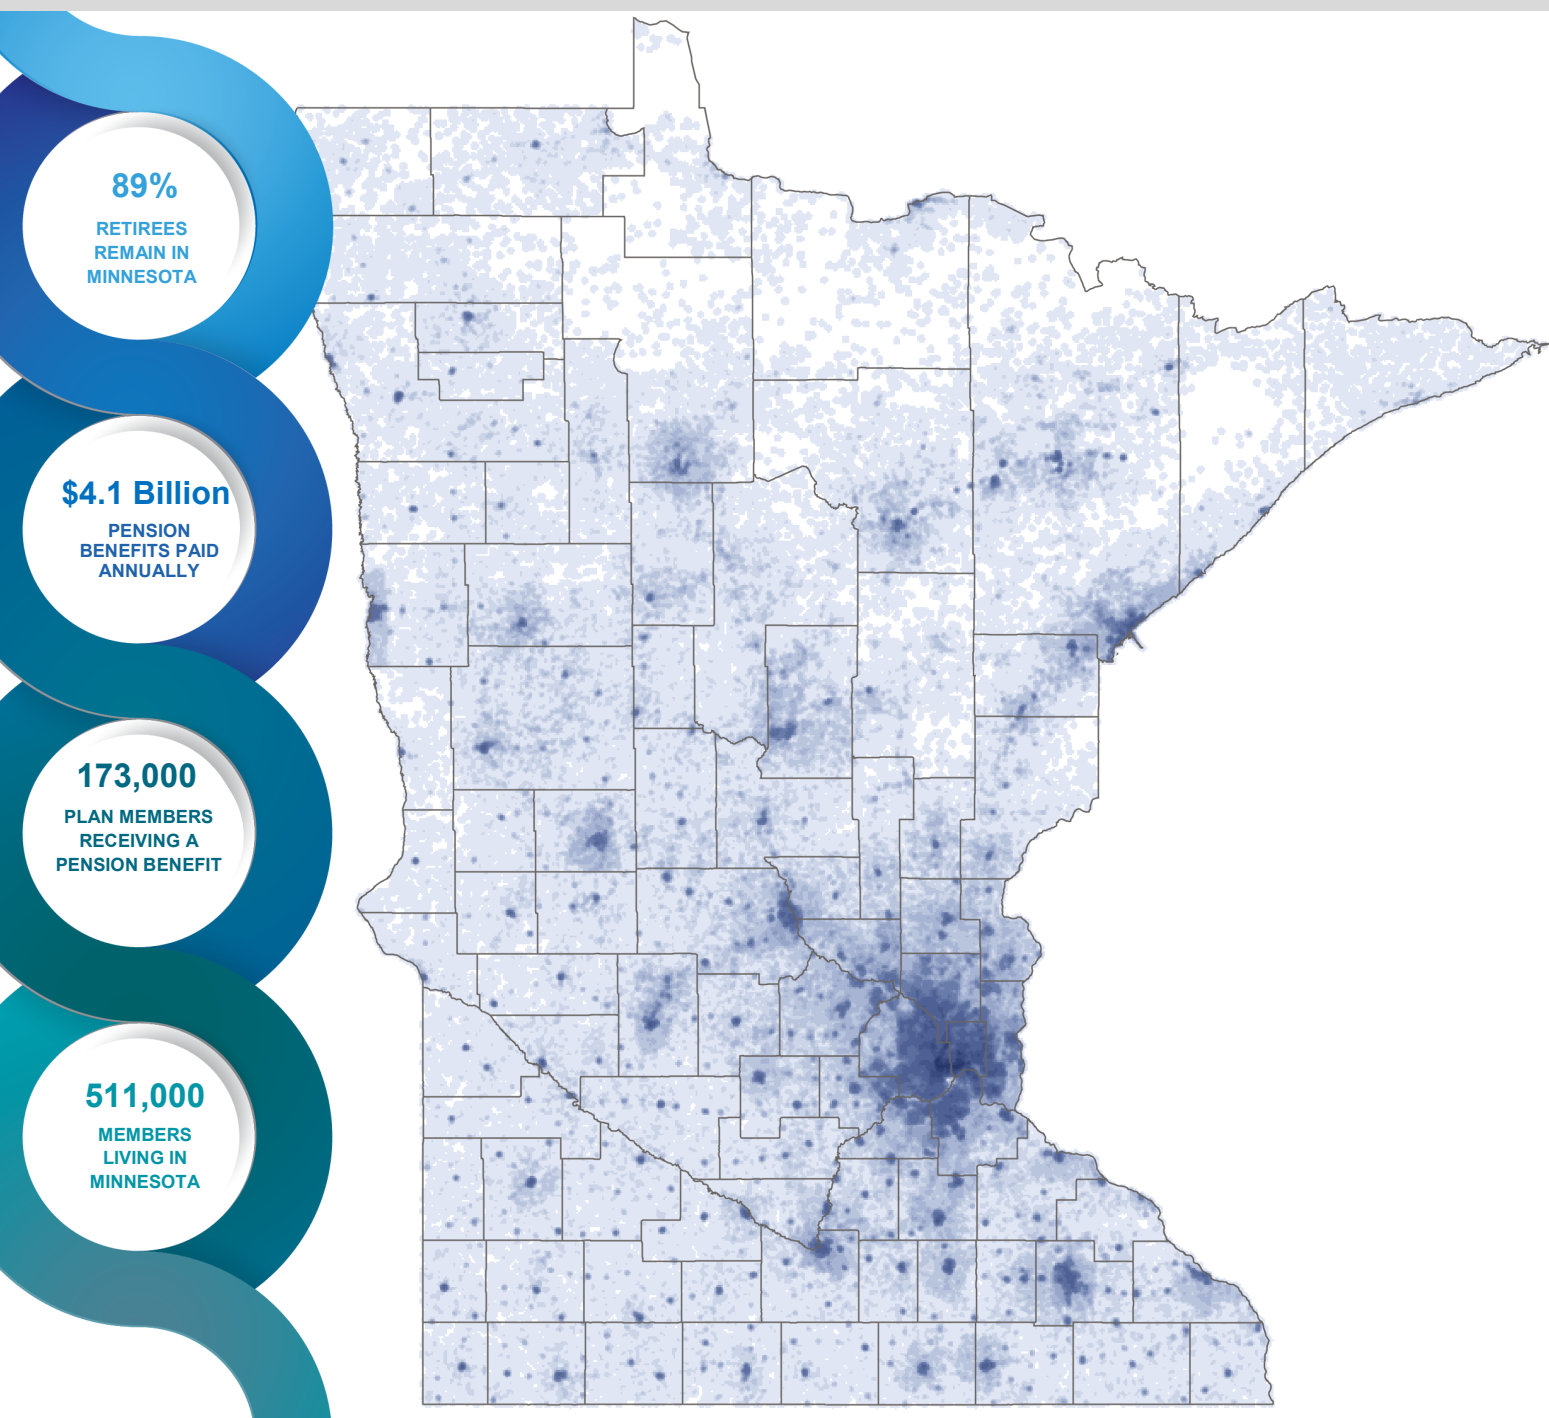 89%
RETIREES
REMAIN IN
MINNESOTA
$4.1 Billion
PENSION
BENEFITS PAID
ANNUALLY
173,000
PLAN MEMBERS
RECEIVING A
PENSION BENEFIT
511,000
MEMBERS
LIVING IN
MINNESOTA